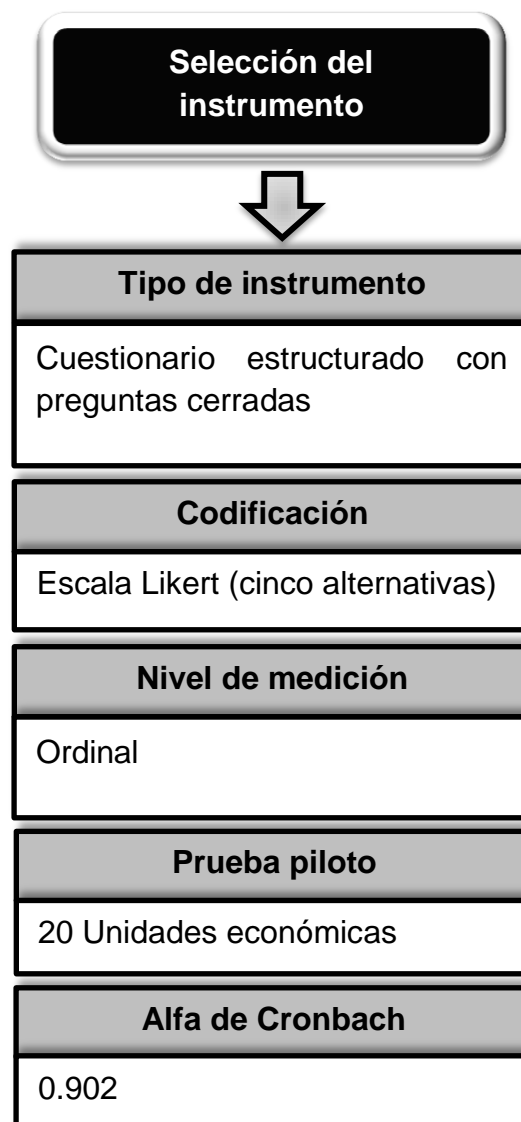 Selección del
instrumento
Tipo de instrumento
Cuestionario estructurado con
preguntas cerradas
Codificación
Escala Likert (cinco alternativas)
Nivel de medición
Ordinal
Prueba piloto
20 Unidades económicas
Alfa de Cronbach
0.902